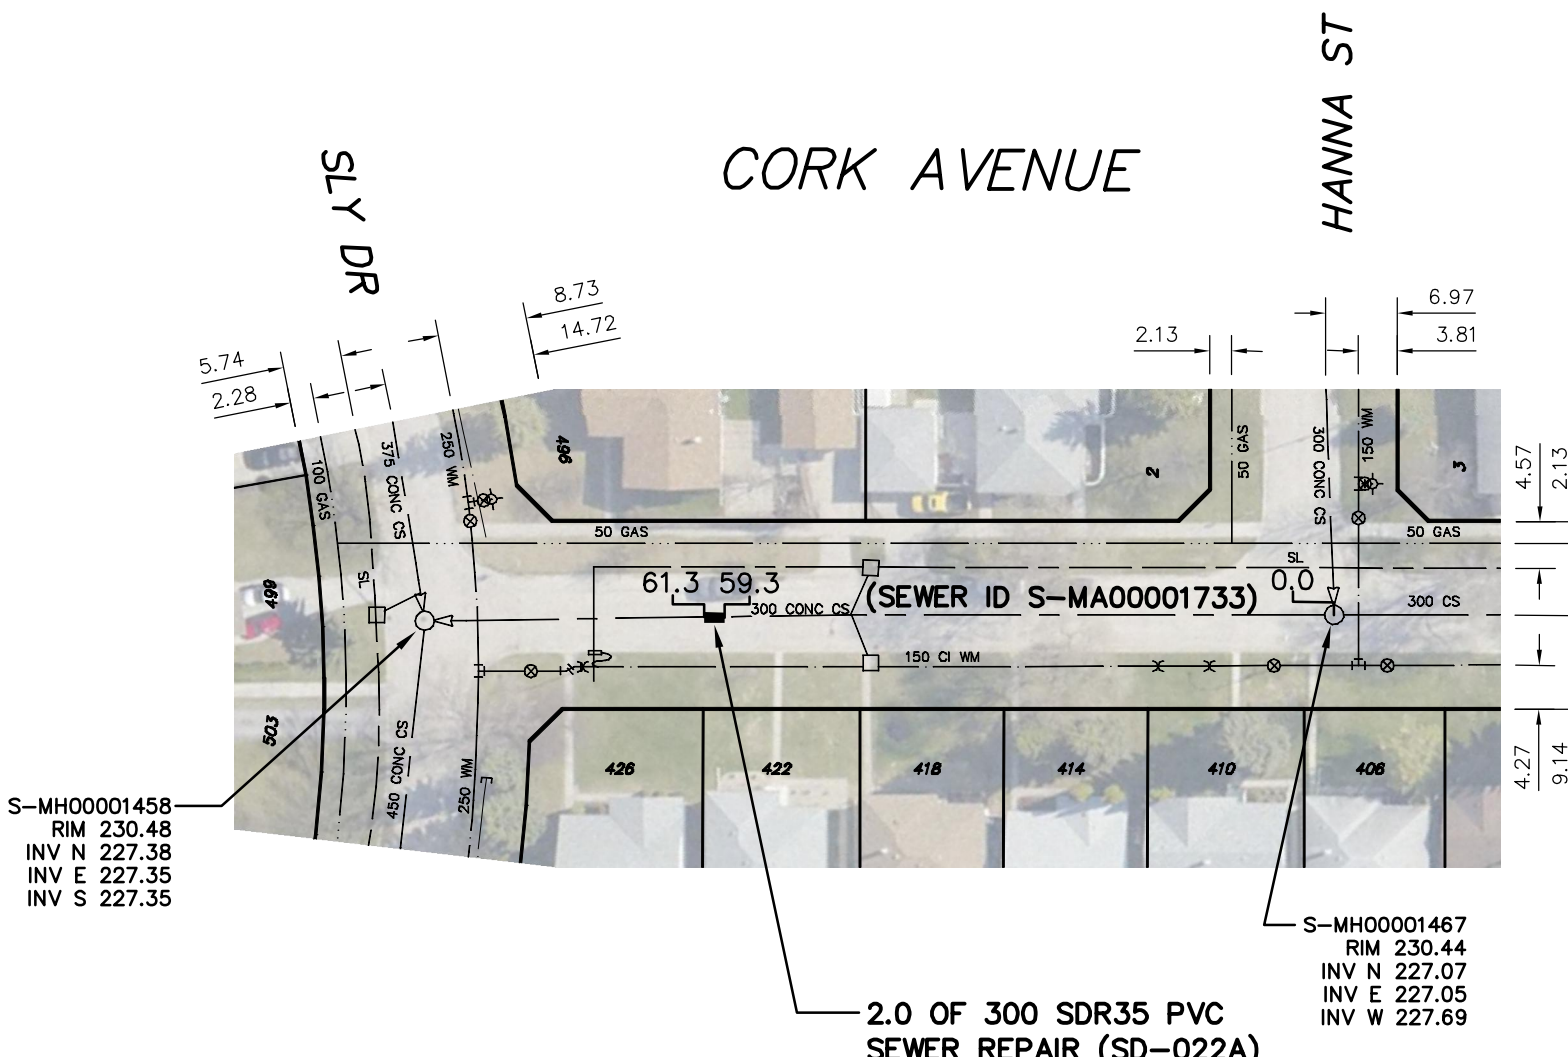 HANNA ST
CORK AVENUE
SLY DR
8.73
14.72
5.74
2.28
6.97
2.13
3.81
4.57
2.13
496
2
3
100 GAS
375 CONC CS
250 WM
50 GAS
300 CONC CS
150 WM
50 GAS
50 GAS
SL
SL
499
61.3 59.3
(SEWER ID S-MA00001733)
0.0
300 CONC CS
300 CS
150 CI WM
503
450 CONC CS
250 WM
426
422
418
414
410
406
4.27
9.14
S-MH00001458
RIM 230.48
INV N 227.38
INV E 227.35
INV S 227.35
S-MH00001467
RIM 230.44
INV N 227.07
INV E 227.05
INV W 227.69
2.0 OF 300 SDR35 PVC
SEWER REPAIR (SD-022A)